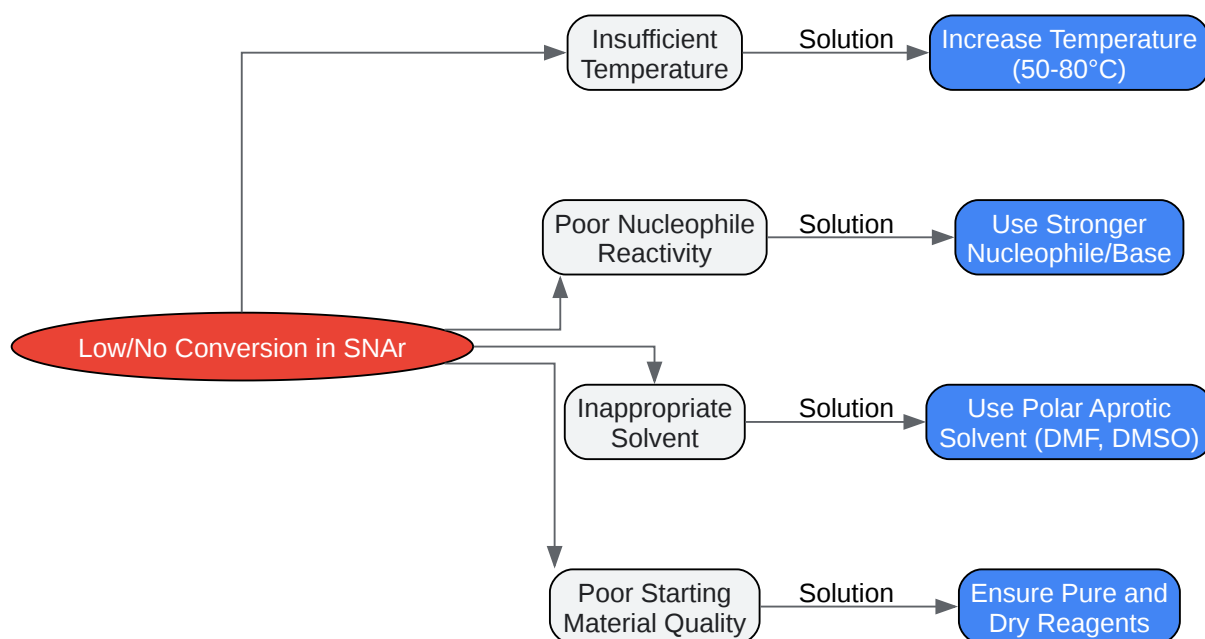 Insufficient
Temperature
Solution
Increase Temperature
(50-80°C)
Poor Nucleophile
Reactivity
Solution
Use Stronger
Nucleophile/Base
Low/No Conversion in SNAr
Inappropriate
Solvent
Solution
Use Polar Aprotic
Solvent (DMF, DMSO)
Poor Starting
Material Quality
Solution
Ensure Pure and
Dry Reagents